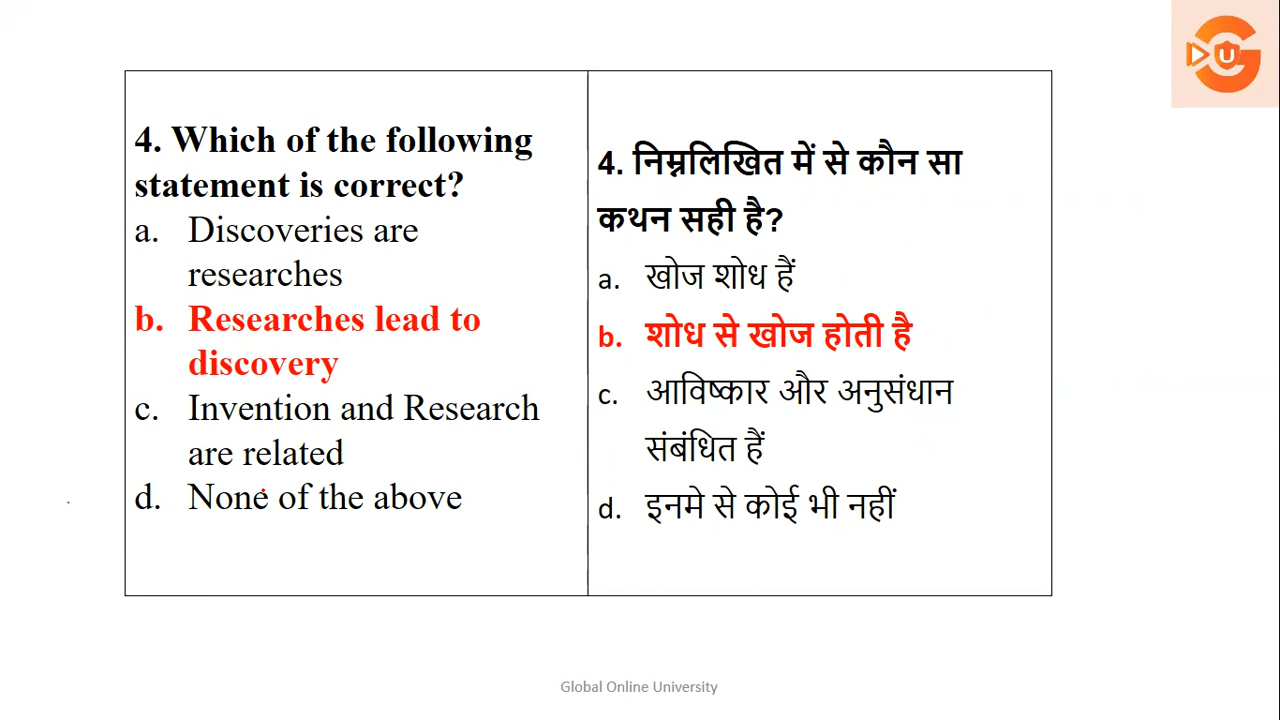 4. Which of the following
statement is correct?
a. Discoveries are
researches
b. Researches lead to
discovery
c. Invention and Research
are related
d. None of the above
4. निम्नलिखित में से कौन सा
कथन सही है?
a. खोज शोध हैं
b. शोध से खोज होती है
c. आविष्कार और अनुसंधान
संबंधित हैं
d. इनमे से कोई भी नहीं
U
Global Online University